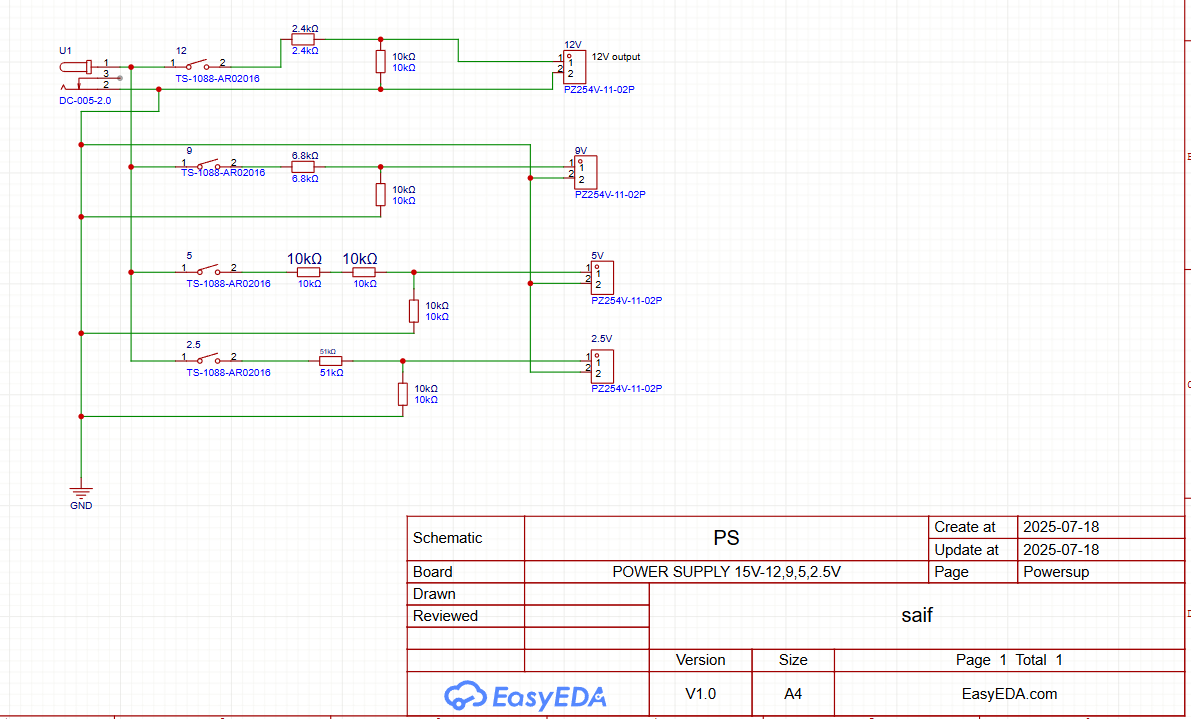 U1
1
3
2
DC-005-2.0
12
1 2
TS-1088-AR02016
2.4kΩ
2.4kΩ
10kΩ
10kΩ
12V
12V output
1 1
2 2
PZ254V-11-02P
9
1 2
TS-1088-AR02016
6.8kΩ
6.8kΩ
10kΩ
10kΩ
9V
1 1
2 2
PZ254V-11-02P
5
1 2
TS-1088-AR02016
10kΩ 10kΩ
10kΩ 10kΩ
10kΩ
10kΩ
5V
1 1
2 2
PZ254V-11-02P
2.5
1 2
TS-1088-AR02016
51kΩ
51kΩ
10kΩ
10kΩ
2.5V
1 1
2 2
PZ254V-11-02P
GND
Schematic PS Create at 2025-07-18
Update at 2025-07-18
Board POWER SUPPLY 15V-12,9,5,2.5V Page Powersup
Drawn
Reviewed
saif
Version Size Page 1 Total 1
EasyEDA V1.0 A4 EasyEDA.com